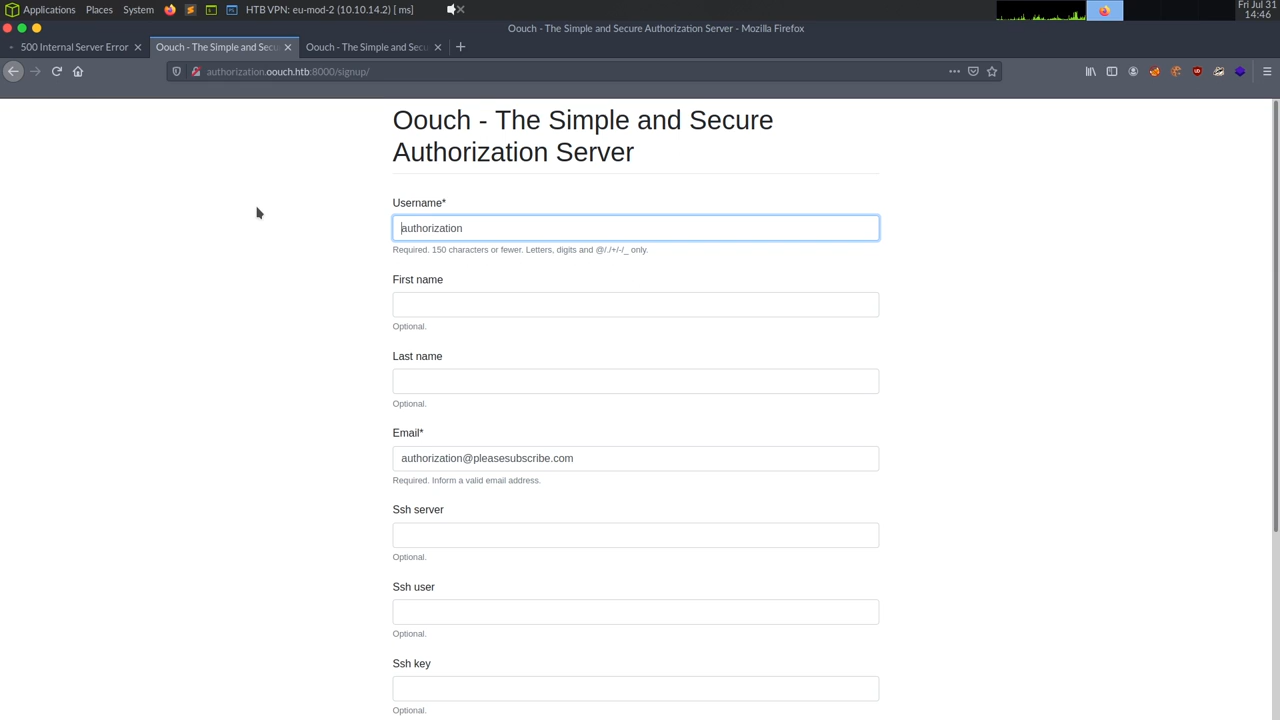 Applications Places System HTB VPN: eu-mod-2 (10.10.14.2) [ ms] Fri Jul 31
14:46
Oouch - The Simple and Secure Authorization Server - Mozilla Firefox
500 Internal Server Error Oouch - The Simple and Secu Oouch - The Simple and Secu
authorization.oouch.htb:8000/signup/
Oouch - The Simple and Secure
Authorization Server
Username*
authorization
Required. 150 characters or fewer. Letters, digits and @/./+/-/_ only.
First name
Optional.
Last name
Optional.
Email*
authorization@pleasesubscribe.com
Required. Inform a valid email address.
Ssh server
Optional.
Ssh user
Optional.
Ssh key
Optional.